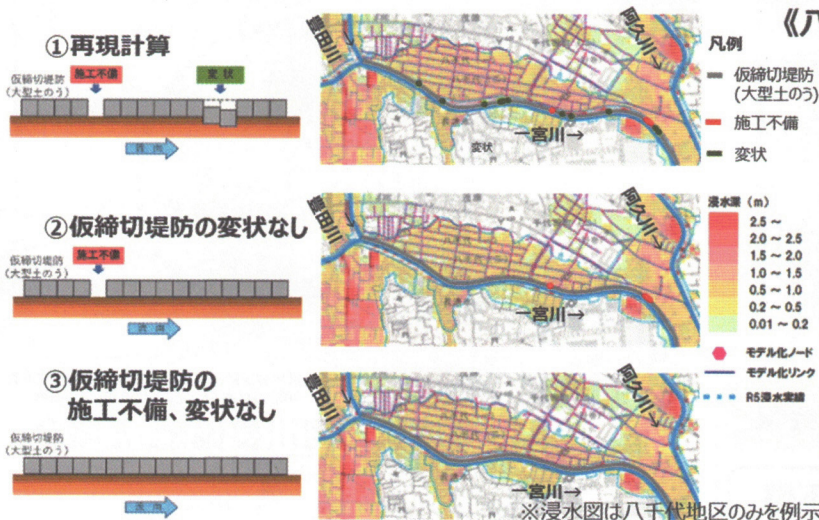 《八
①再現計算
仮締切堤防
(大型土のう)
施工不備
変状
豊田川
阿久川
一宮川→
変状
凡例
仮締切堤防
(大型土のう)
施工不備
変状
②仮締切堤防の変状なし
仮締切堤防
(大型土のう)
施工不備
豊田川
阿久川
一宮川→
浸水深 (m)
2.5 ~
2.0 ~ 2.5
1.5 ~ 2.0
1.0 ~ 1.5
0.5 ~ 1.0
0.2 ~ 0.5
0.01 ~ 0.2
モデル化ノード
モデル化リンク
R5浸水実績
③仮締切堤防の
施工不備、変状なし
仮締切堤防
(大型土のう)
豊田川
阿久川
一宮川→
※浸水図は八千代地区のみを例示